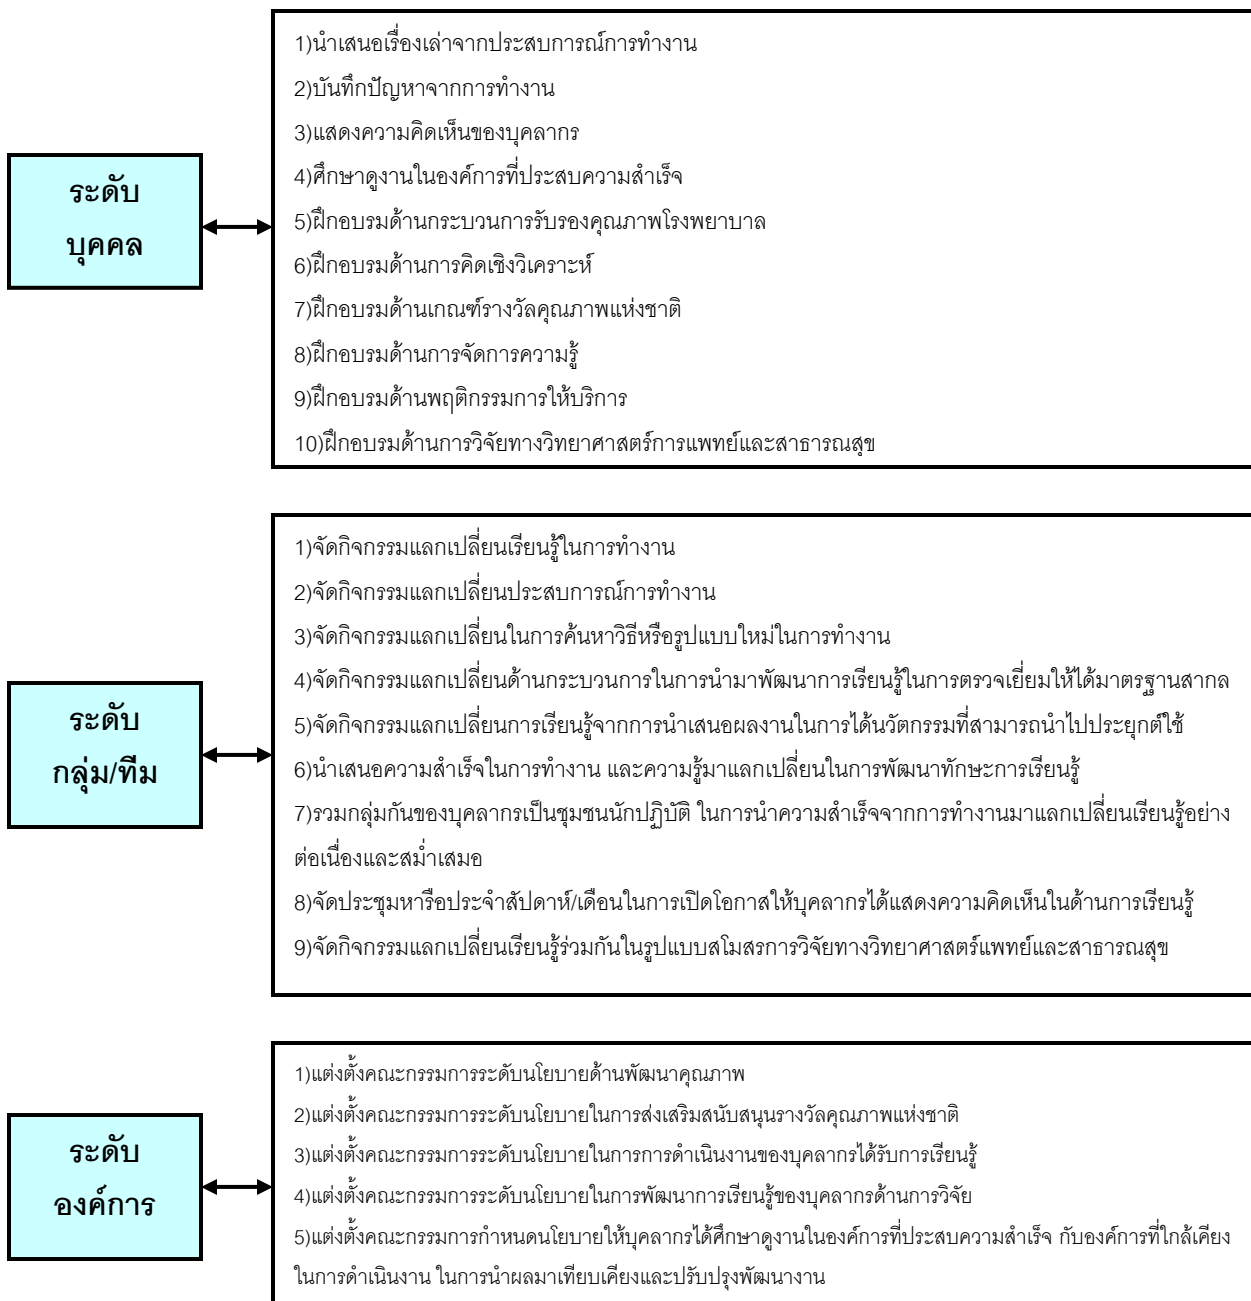 1)นำเสนอเรื่องเล่าจากประสบการณ์การทำงาน
2)บันทึกปัญหาจากการทำงาน
3)แสดงความคิดเห็นของบุคลากร
ระดับ
บุคคล
4)ศึกษาดูงานในองค์การที่ประสบความสำเร็จ
5)ฝึกอบรมด้านกระบวนการรับรองคุณภาพโรงพยาบาล
6)ฝึกอบรมด้านการคิดเชิงวิเคราะห์
7)ฝึกอบรมด้านเกณฑ์รางวัลคุณภาพแห่งชาติ
8)ฝึกอบรมด้านการจัดการความรู้
9)ฝึกอบรมด้านพฤติกรรมการให้บริการ
10)ฝึกอบรมด้านการวิจัยทางวิทยาศาสตร์การแพทย์และสาธารณสุข
1)จัดกิจกรรมแลกเปลี่ยนเรียนรู้ในการทำงาน
2)จัดกิจกรรมแลกเปลี่ยนประสบการณ์การทำงาน
3)จัดกิจกรรมแลกเปลี่ยนในการค้นหาวิธีหรือรูปแบบใหม่ในการทำงาน
4)จัดกิจกรรมแลกเปลี่ยนด้านกระบวนการในการนำมาพัฒนาการเรียนรู้ในการตรวจเยี่ยมให้ได้มาตรฐานสากล
ระดับ
กลุ่ม/ทีม
5)จัดกิจกรรมแลกเปลี่ยนการเรียนรู้จากการนำเสนอผลงานในการได้นวัตกรรมที่สามารถนำไปประยุกต์ใช้
6)นำเสนอความสำเร็จในการทำงาน และความรู้มาแลกเปลี่ยนในการพัฒนาทักษะการเรียนรู้
7)รวมกลุ่มกันของบุคลากรเป็นชุมชนนักปฏิบัติ ในการนำความสำเร็จจากการทำงานมาแลกเปลี่ยนเรียนรู้อย่าง
ต่อเนื่องและสม่ำเสมอ
8)จัดประชุมหารือประจำสัปดาห์/เดือนในการเปิดโอกาสให้บุคลากรได้แสดงความคิดเห็นในด้านการเรียนรู้
9)จัดกิจกรรมแลกเปลี่ยนเรียนรู้ร่วมกันในรูปแบบสโมสรการวิจัยทางวิทยาศาสตร์แพทย์และสาธารณสุข
1)แต่งตั้งคณะกรรมการระดับนโยบายด้านพัฒนาคุณภาพ
2)แต่งตั้งคณะกรรมการระดับนโยบายในการส่งเสริมสนับสนุนรางวัลคุณภาพแห่งชาติ
ระดับ
องค์การ
3)แต่งตั้งคณะกรรมการระดับนโยบายในการการดำเนินงานของบุคลากรได้รับการเรียนรู้
4)แต่งตั้งคณะกรรมการระดับนโยบายในการพัฒนาการเรียนรู้ของบุคลากรด้านการวิจัย
5)แต่งตั้งคณะกรรมการกำหนดนโยบายให้บุคลากรได้ศึกษาดูงานในองค์การที่ประสบความสำเร็จ กับองค์การที่ใกล้เคียง
ในการดำเนินงาน ในการนำผลมาเทียบเคียงและปรับปรุงพัฒนางาน